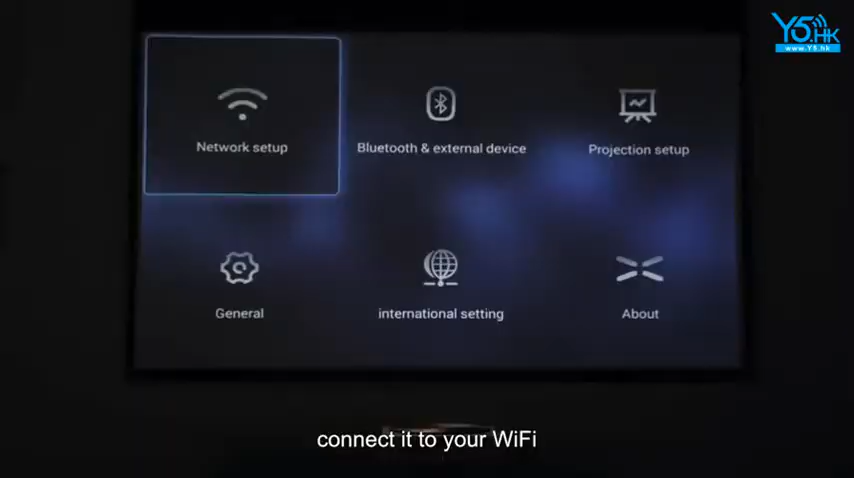 Y5.HK
www.Y5.hk
Network setup
Bluetooth & external device
Projection setup
General
international setting
About
connect it to your WiFi